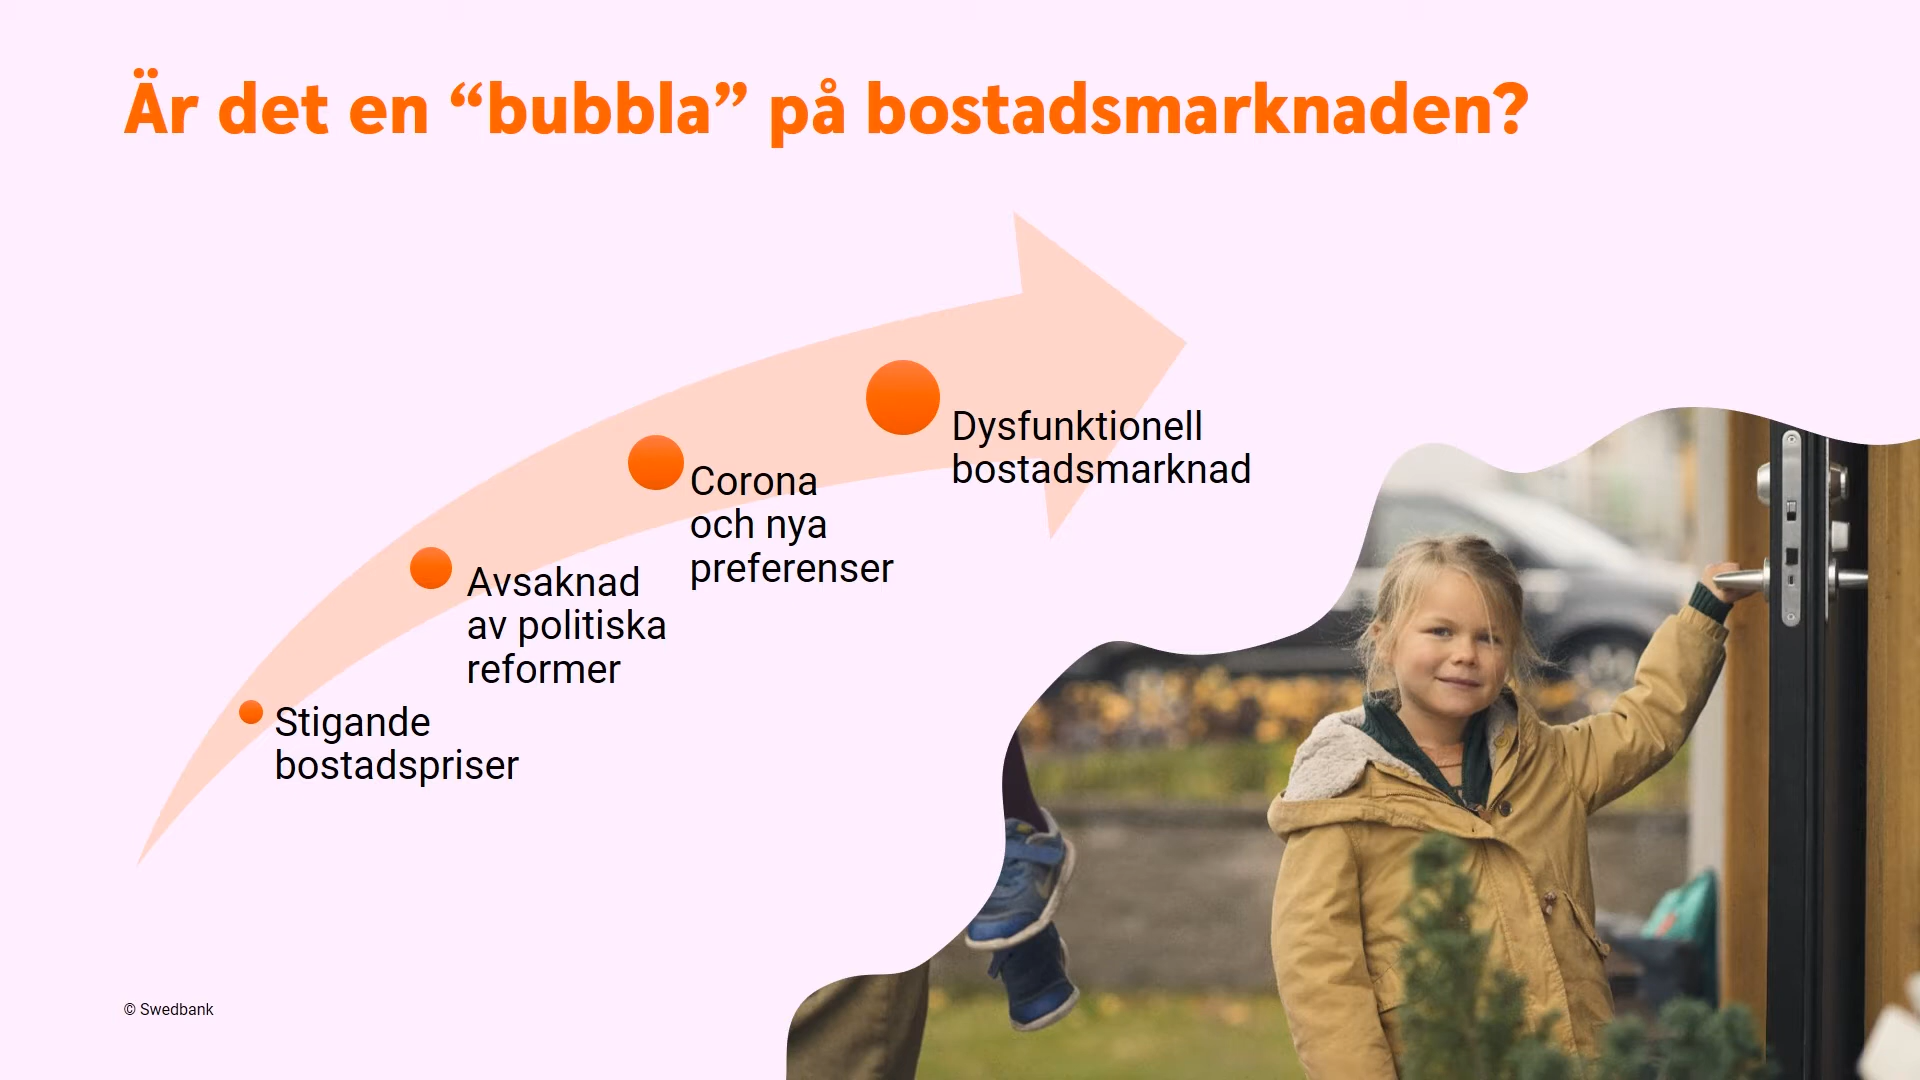 Är det en “bubbla” på bostadsmarknaden?
Dysfunktionell
bostadsmarknad
Corona
och nya
preferenser
Avsaknad
av politiska
reformer
Stigande
bostadspriser
© Swedbank